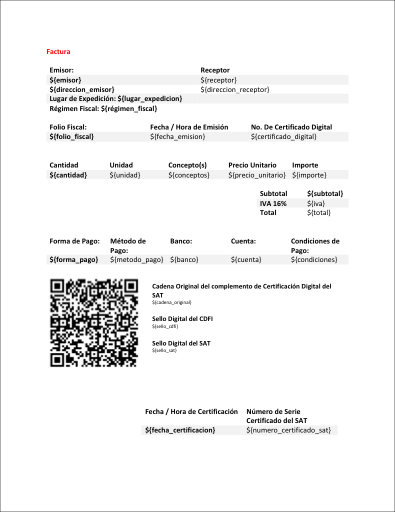 Factura
Emisor: Receptor
${emisor} ${receptor}
${direccion_emisor} ${direccion_receptor}
Lugar de Expedición: ${lugar_expedicion}
Régimen Fiscal: ${régimen_fiscal}
Folio Fiscal: Fecha / Hora de Emisión No. De Certificado Digital
${folio_fiscal} ${fecha_emision} ${certificado_digital}
Cantidad Unidad Concepto(s) Precio Unitario Importe
${cantidad} ${unidad} ${conceptos} ${precio_unitario} ${importe}
Subtotal ${subtotal}
IVA 16% ${iva}
Total ${total}
Forma de Pago: Método de Banco: Cuenta: Condiciones de
Pago: Pago:
${forma_pago} ${metodo_pago} ${banco} ${cuenta} ${condiciones}
Cadena Original del complemento de Certificación Digital del
SAT
${cadena_original}
Sello Digital del CDFI
${sello_cdfi}
Sello Digital del SAT
${sello_sat}
Fecha / Hora de Certificación Número de Serie
Certificado del SAT
${fecha_certificacion} ${numero_certificado_sat}